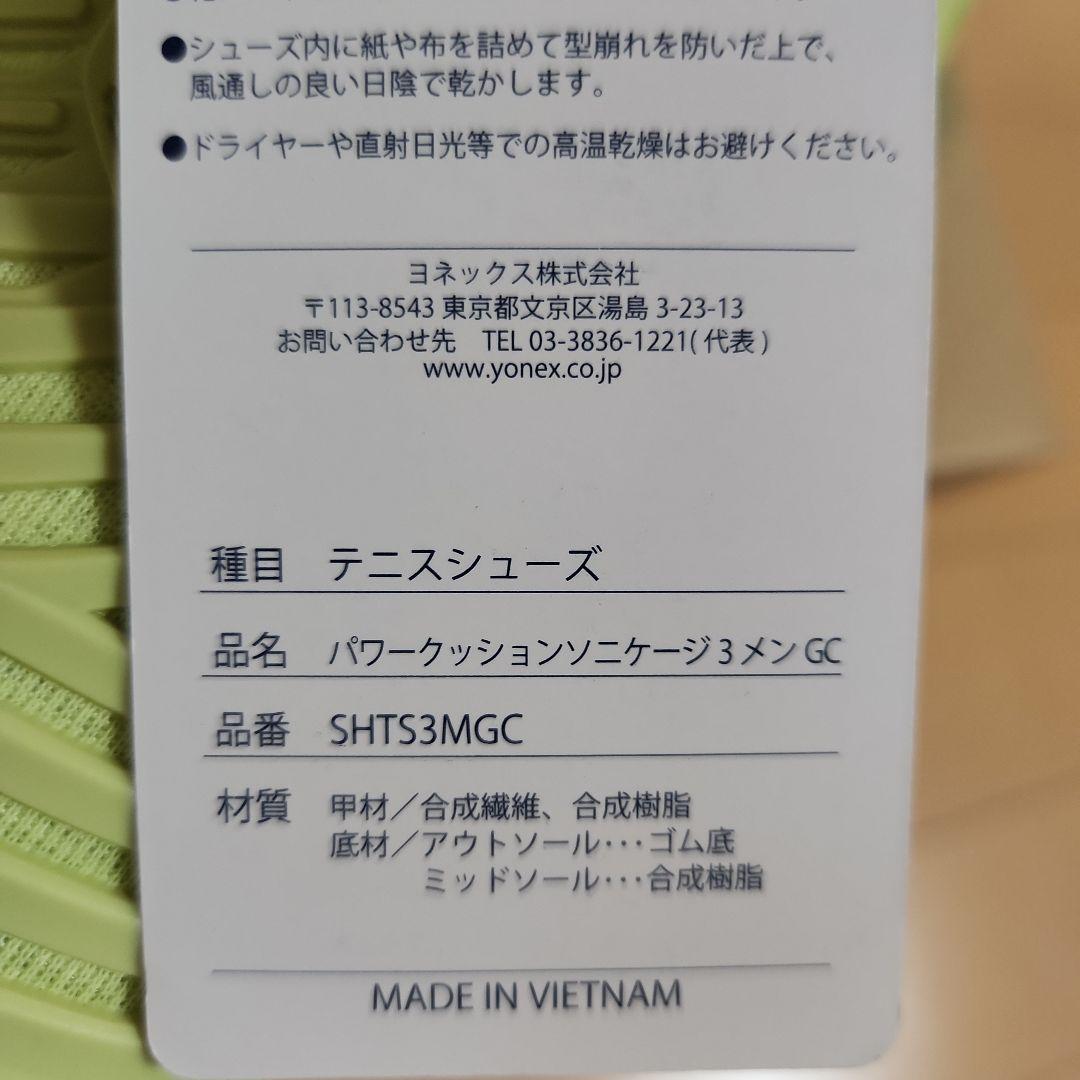 ●シューズ内に紙や布を詰めて型崩れを防いだ上で、
風通しの良い日陰で乾かします。
●ドライヤーや直射日光等での高温乾燥はお避けください。
ヨネックス株式会社
〒113-8543 東京都文京区湯島 3-23-13
お問い合わせ先　TEL 03-3836-1221(代表)
www.yonex.co.jp
種目　テニスシューズ
品名　パワークッションソニケージ 3 メン GC
品番　SHTS3MGC
材質　甲材／合成繊維、合成樹脂
底材／アウトソール･･･ゴム底
ミッドソール･･･合成樹脂
MADE IN VIETNAM